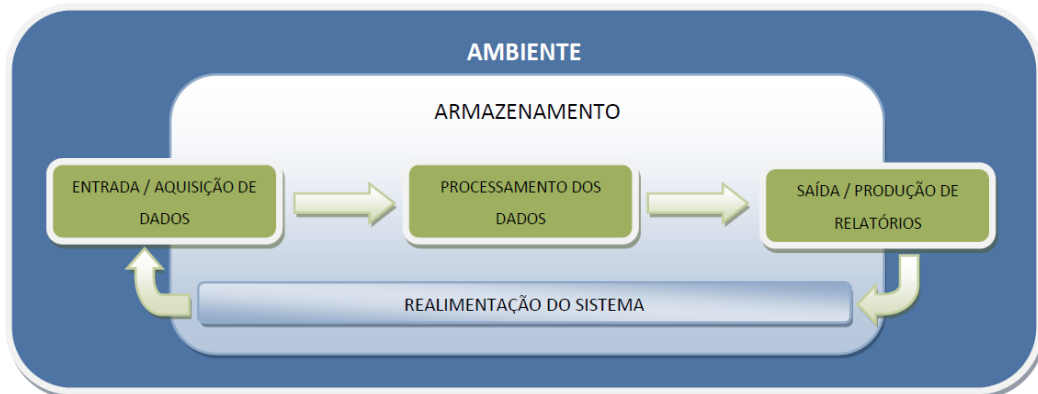 AMBIENTE
ARMAZENAMENTO
ENTRADA / AQUISIÇÃO DE
DADOS
PROCESSAMENTO DOS
DADOS
SAÍDA / PRODUÇÃO DE
RELATÓRIOS
REALIMENTAÇÃO DO SISTEMA